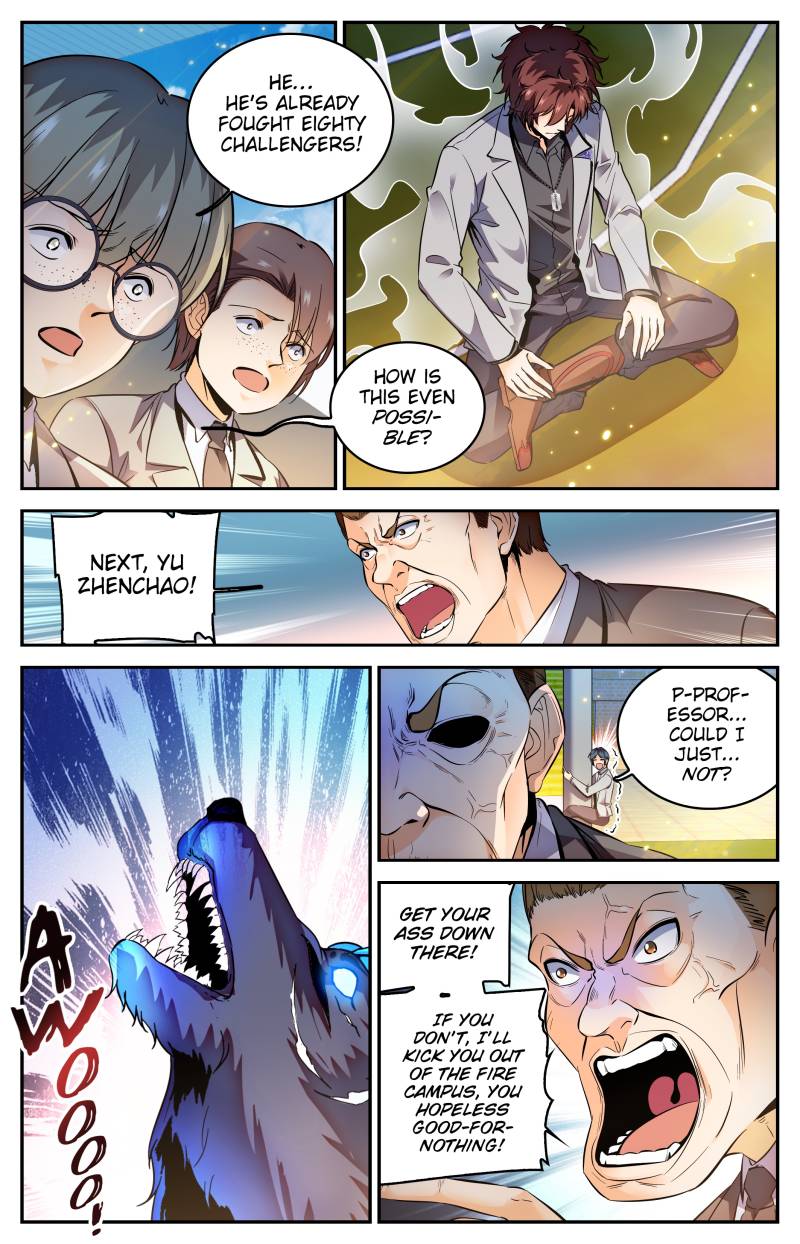 HE...
HE'S ALREADY
FOUGHT EIGHTY
CHALLENGERS!
HOW IS
THIS EVEN
POSSI-
BLE?
NEXT, YU
ZHENCHAO!
AWOOOO!
P-PROF-
ESSOR...
COULD I
JUST...
NOT?
GET YOUR
ASS DOWN
THERE!
IF YOU
DON'T, I'LL
KICK YOU OUT
OF THE FIRE
CAMPUS, YOU
HOPELESS
GOOD-FOR-
NOTHING!